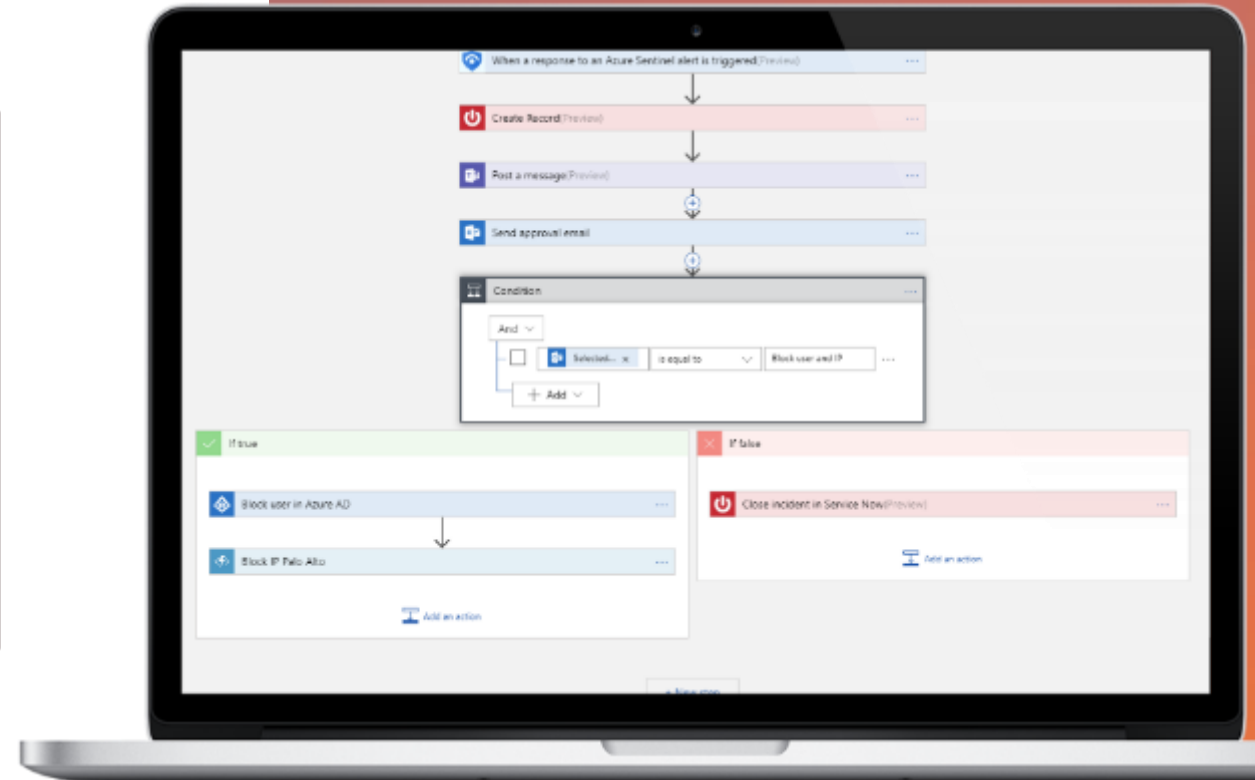 When a response to an Azure Sentinel alert is triggered(Preview)
Create Record(Preview)
Post a message(Preview)
Send approval email
Condition
And
Selected... x is equal to Block user and IP
+ Add
If true
Block user in Azure AD
Block IP Palo Alto
Add an action
If false
Close incident in Service Now(Preview)
Add an action
+ New step